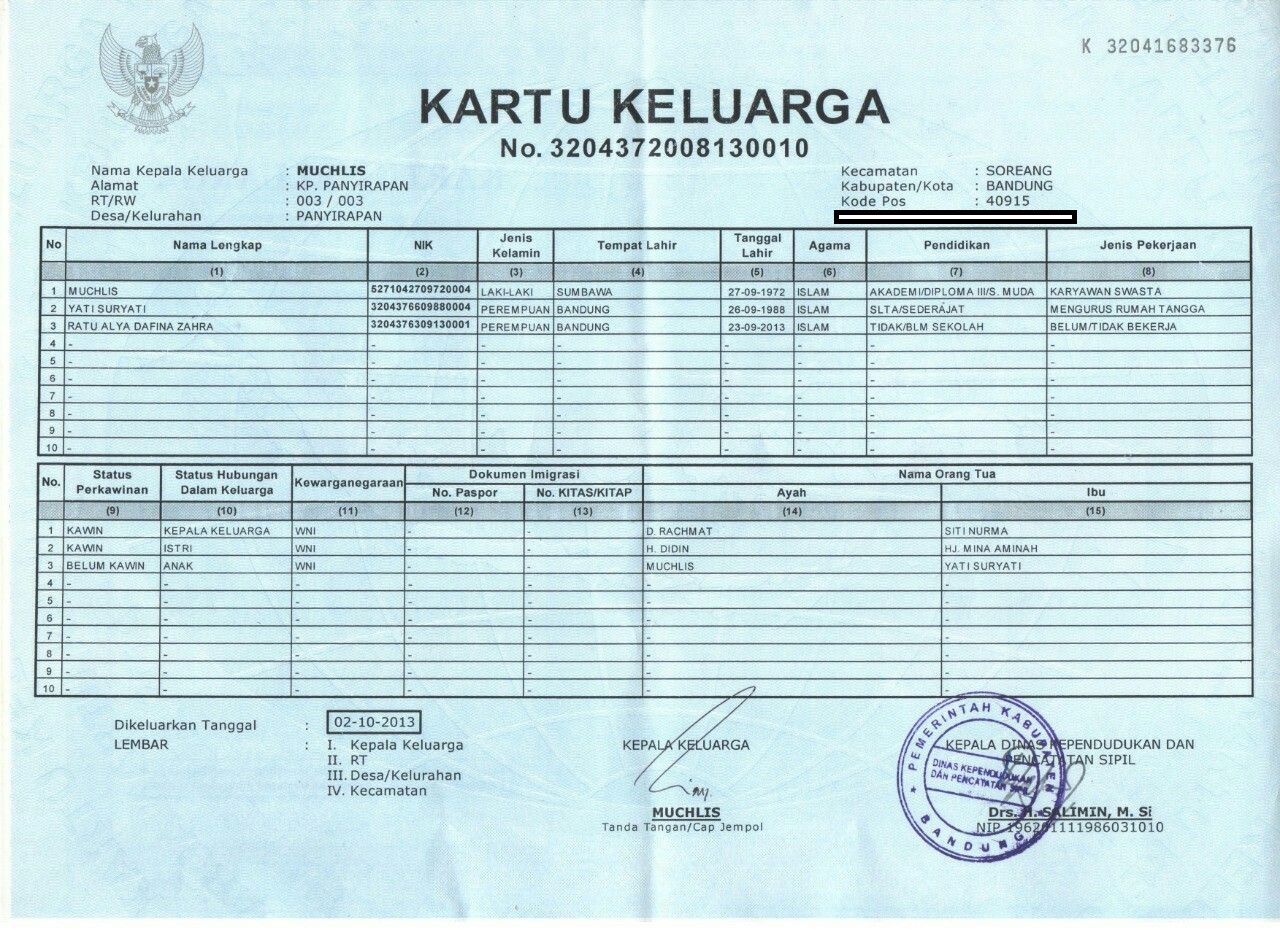 K 32041683376
KARTU KELUARGA
No. 3204372008130010
Nama Kepala Keluarga : MUCHLIS
Alamat : KP. PANYIRAPAN
RT/RW : 003 / 003
Desa/Kelurahan : PANYIRAPAN
Kecamatan : SOREANG
Kabupaten/Kota : BANDUNG
Kode Pos : 40915
No Nama Lengkap NIK Jenis Kelamin Tempat Lahir Tanggal Lahir Agama Pendidikan Jenis Pekerjaan
(1) (2) (3) (4) (5) (6) (7) (8)
1 MUCHLIS 5271042709720004 LAKI-LAKI SUMBAWA 27-09-1972 ISLAM AKADEMI/DIPLOMA III/S. MUDA KARYAWAN SWASTA
2 YATI SURYATI 3204376609880004 PEREMPUAN BANDUNG 26-09-1988 ISLAM SLTA/SEDERAJAT MENGURUS RUMAH TANGGA
3 RATU ALYA DAFINA ZAHRA 3204376309130001 PEREMPUAN BANDUNG 23-09-2013 ISLAM TIDAK/BLM SEKOLAH BELUM/TIDAK BEKERJA
4 - - - - - - - -
5 - - - - - - - -
6 - - - - - - - -
7 - - - - - - - -
8 - - - - - - - -
9 - - - - - - - -
10 - - - - - - - -
No. Status Perkawinan Status Hubungan Dalam Keluarga Kewarganegaraan Dokumen Imigrasi Nama Orang Tua
No. Paspor No. KITAS/KITAP Ayah Ibu
(9) (10) (11) (12) (13) (14) (15)
1 KAWIN KEPALA KELUARGA WNI - - D. RACHMAT SITI NURMA
2 KAWIN ISTRI WNI - - H. DIDIN HJ. MINA AMINAH
3 BELUM KAWIN ANAK WNI - - MUCHLIS YATI SURYATI
4 - - - - - - -
5 - - - - - - -
6 - - - - - - -
7 - - - - - - -
8 - - - - - - -
9 - - - - - - -
10 - - - - - - -
Dikeluarkan Tanggal : 02-10-2013
LEMBAR : I. Kepala Keluarga
II. RT
III. Desa/Kelurahan
IV. Kecamatan
KEPALA KELUARGA
MUCHLIS
Tanda Tangan/Cap Jempol
KEPALA DINAS KEPENDUDUKAN DAN
PENCATATAN SIPIL
Drs. H. SALIMIN, M. Si
NIP 196201111986031010
PEMERINTAH KABUPATEN
DINAS KEPENDUDUKAN
DAN PENCATATAN SIPIL
BANDUNG